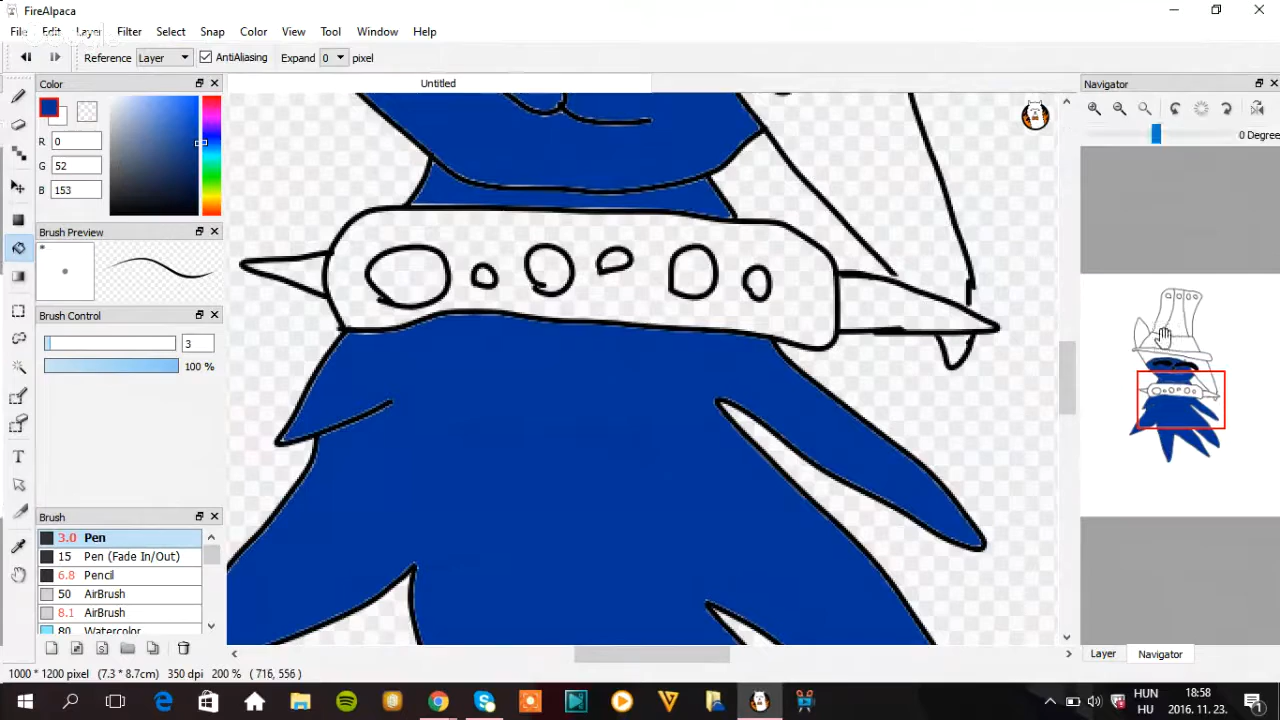 FireAlpaca
File Edit Layer Filter Select Snap Color View Tool Window Help
Reference Layer AntiAliasing Expand 0 pixel
Color
Untitled
Navigator
R 0
G 52
B 153
0 Degree
Brush Preview
Brush Control
3
100 %
Brush
3.0 Pen
15 Pen (Fade In/Out)
6.8 Pencil
50 AirBrush
8.1 AirBrush
80 Watercolor
Layer Navigator
1000 * 1200 pixel (7.3 * 8.7cm) 350 dpi 200 % ( 716, 556 )
HUN 18:58
HU 2016. 11. 23.